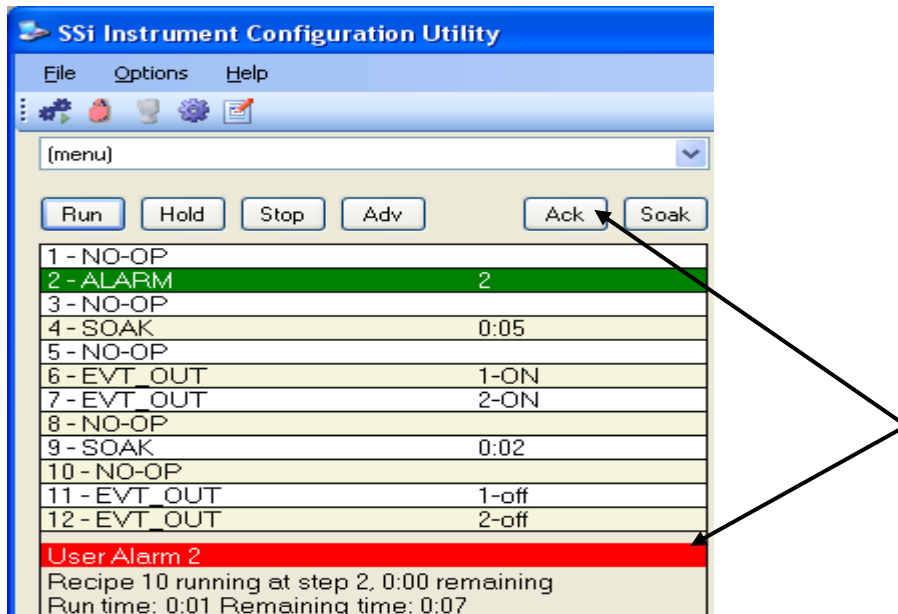 SSi Instrument Configuration Utility
File Options Help
(menu)
Run Hold Stop Adv Ack Soak
1 - NO-OP
2 - ALARM 2
3 - NO-OP
4 - SOAK 0:05
5 - NO-OP
6 - EVT_OUT 1-ON
7 - EVT_OUT 2-ON
8 - NO-OP
9 - SOAK 0:02
10 - NO-OP
11 - EVT_OUT 1-off
12 - EVT_OUT 2-off
User Alarm 2
Recipe 10 running at step 2, 0:00 remaining
Run time: 0:01 Remaining time: 0:07